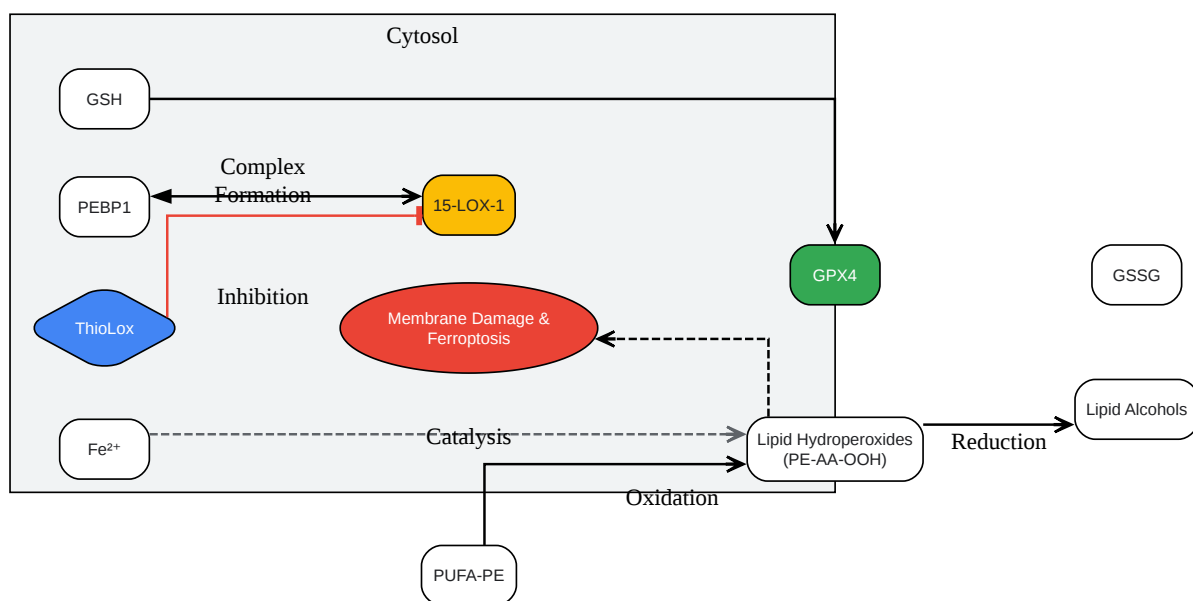 Cytosol
GSH
Complex
Formation
PEBP1
15-LOX-1
GPX4
GSSG
Inhibition
ThioLox
Membrane Damage &
Ferroptosis
Lipid Alcohols
Fe²⁺
Catalysis
Lipid Hydroperoxides
(PE-AA-OOH)
Reduction
Oxidation
PUFA-PE